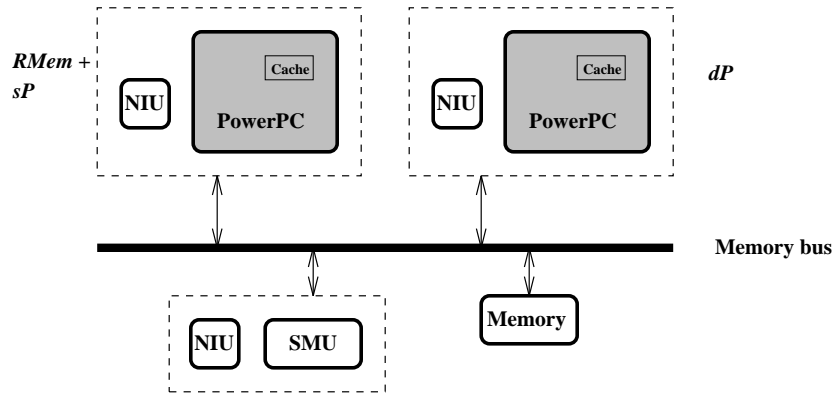 RMem +
sP
NIU
Cache
PowerPC
NIU
Cache
PowerPC
dP
Memory bus
NIU
SMU
Memory